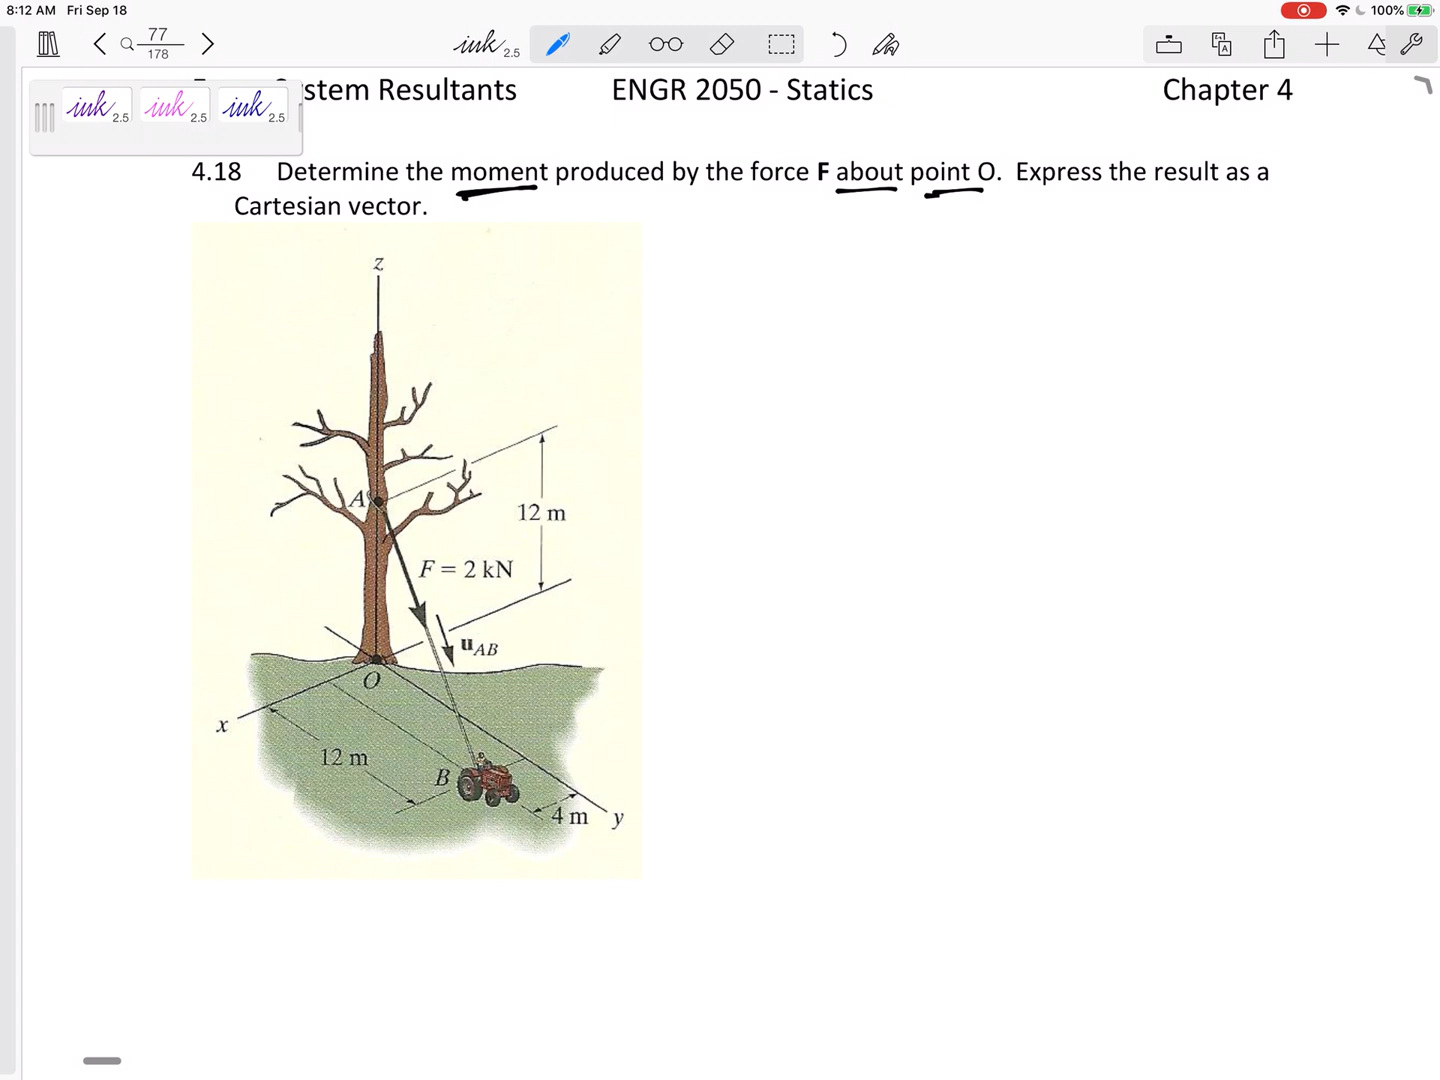 8:12 AM Fri Sep 18
100%
77
178
ink 2.5
ink 2.5 ink 2.5 ink 2.5
stem Resultants ENGR 2050 - Statics Chapter 4
4.18 Determine the moment produced by the force F about point O. Express the result as a
Cartesian vector.
z
A
12 m
F = 2 kN
uAB
O
x
12 m
B
4 m
y